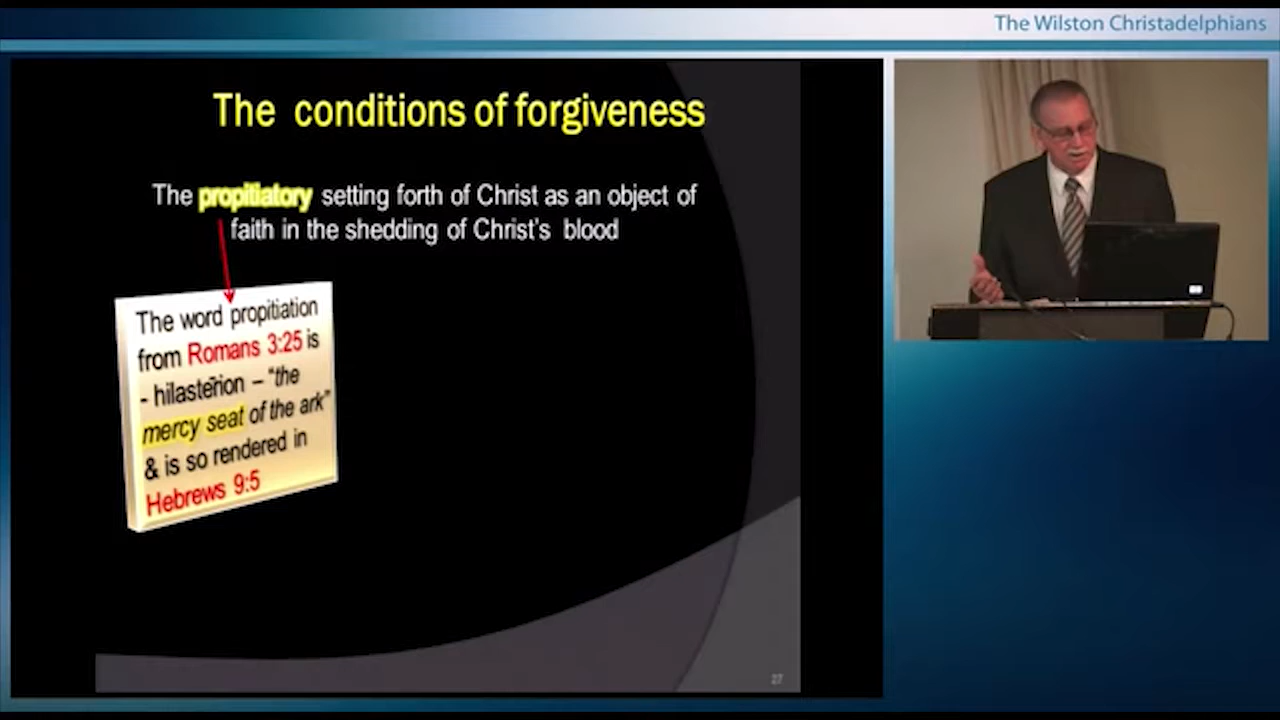 The Wilston Christadelphians
The conditions of forgiveness
The propitiatory setting forth of Christ as an object of
faith in the shedding of Christ's blood
The word propitiation
from Romans 3:25 is
- hilastērion – “the
mercy seat of the ark”
& is so rendered in
Hebrews 9:5
27